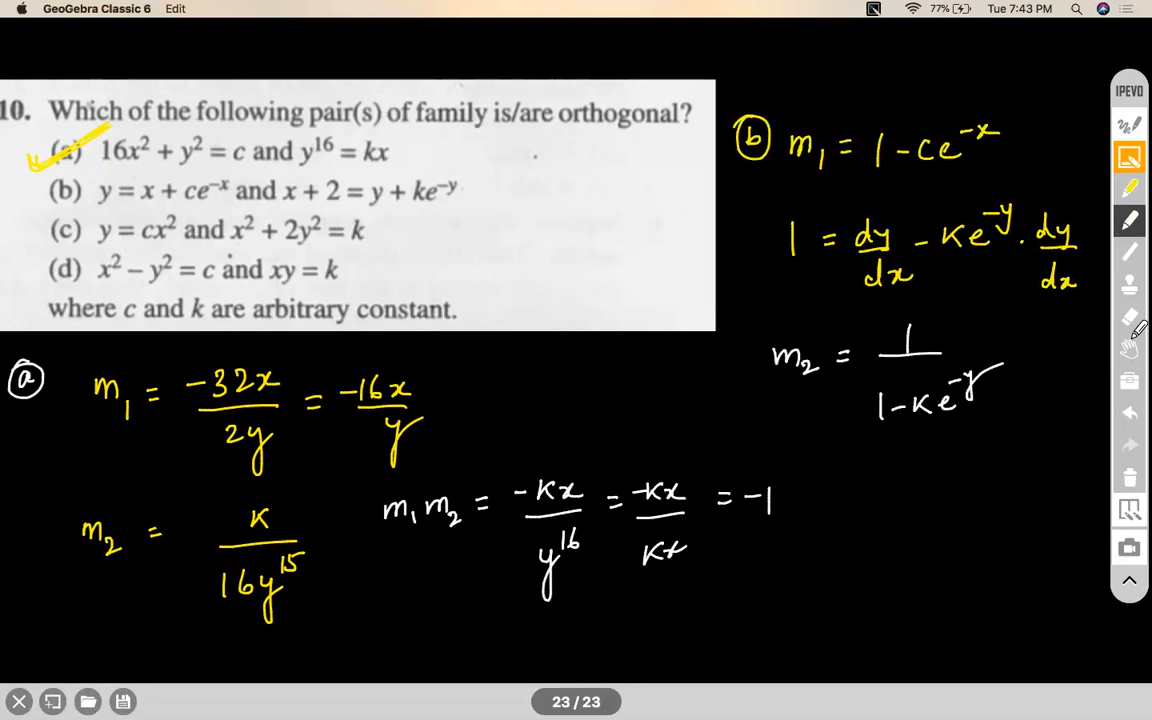 GeoGebra Classic 6 Edit 77% Tue 7:43 PM
10. Which of the following pair(s) of family is/are orthogonal?
(a) 16x² + y² = c and y¹⁶ = kx
(b) y = x + ce⁻ˣ and x + 2 = y + ke⁻ʸ
(c) y = cx² and x² + 2y² = k
(d) x² − y² = c and xy = k
where c and k are arbitrary constant.
IPEVO
(a) m₁ = -32x/2y = -16x/y
m₂ = K/16y¹⁵
m₁m₂ = -Kx/y¹⁶ = -Kx/Kx = -1
(b) m₁ = 1 - ce⁻ˣ
1 = dy/dx - Ke⁻ʸ · dy/dx
m₂ = 1/1-Ke⁻ʸ
23 / 23